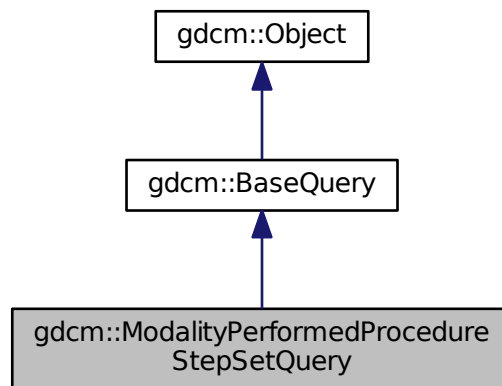 gdcm::Object
gdcm::BaseQuery
gdcm::ModalityPerformedProcedure
StepSetQuery